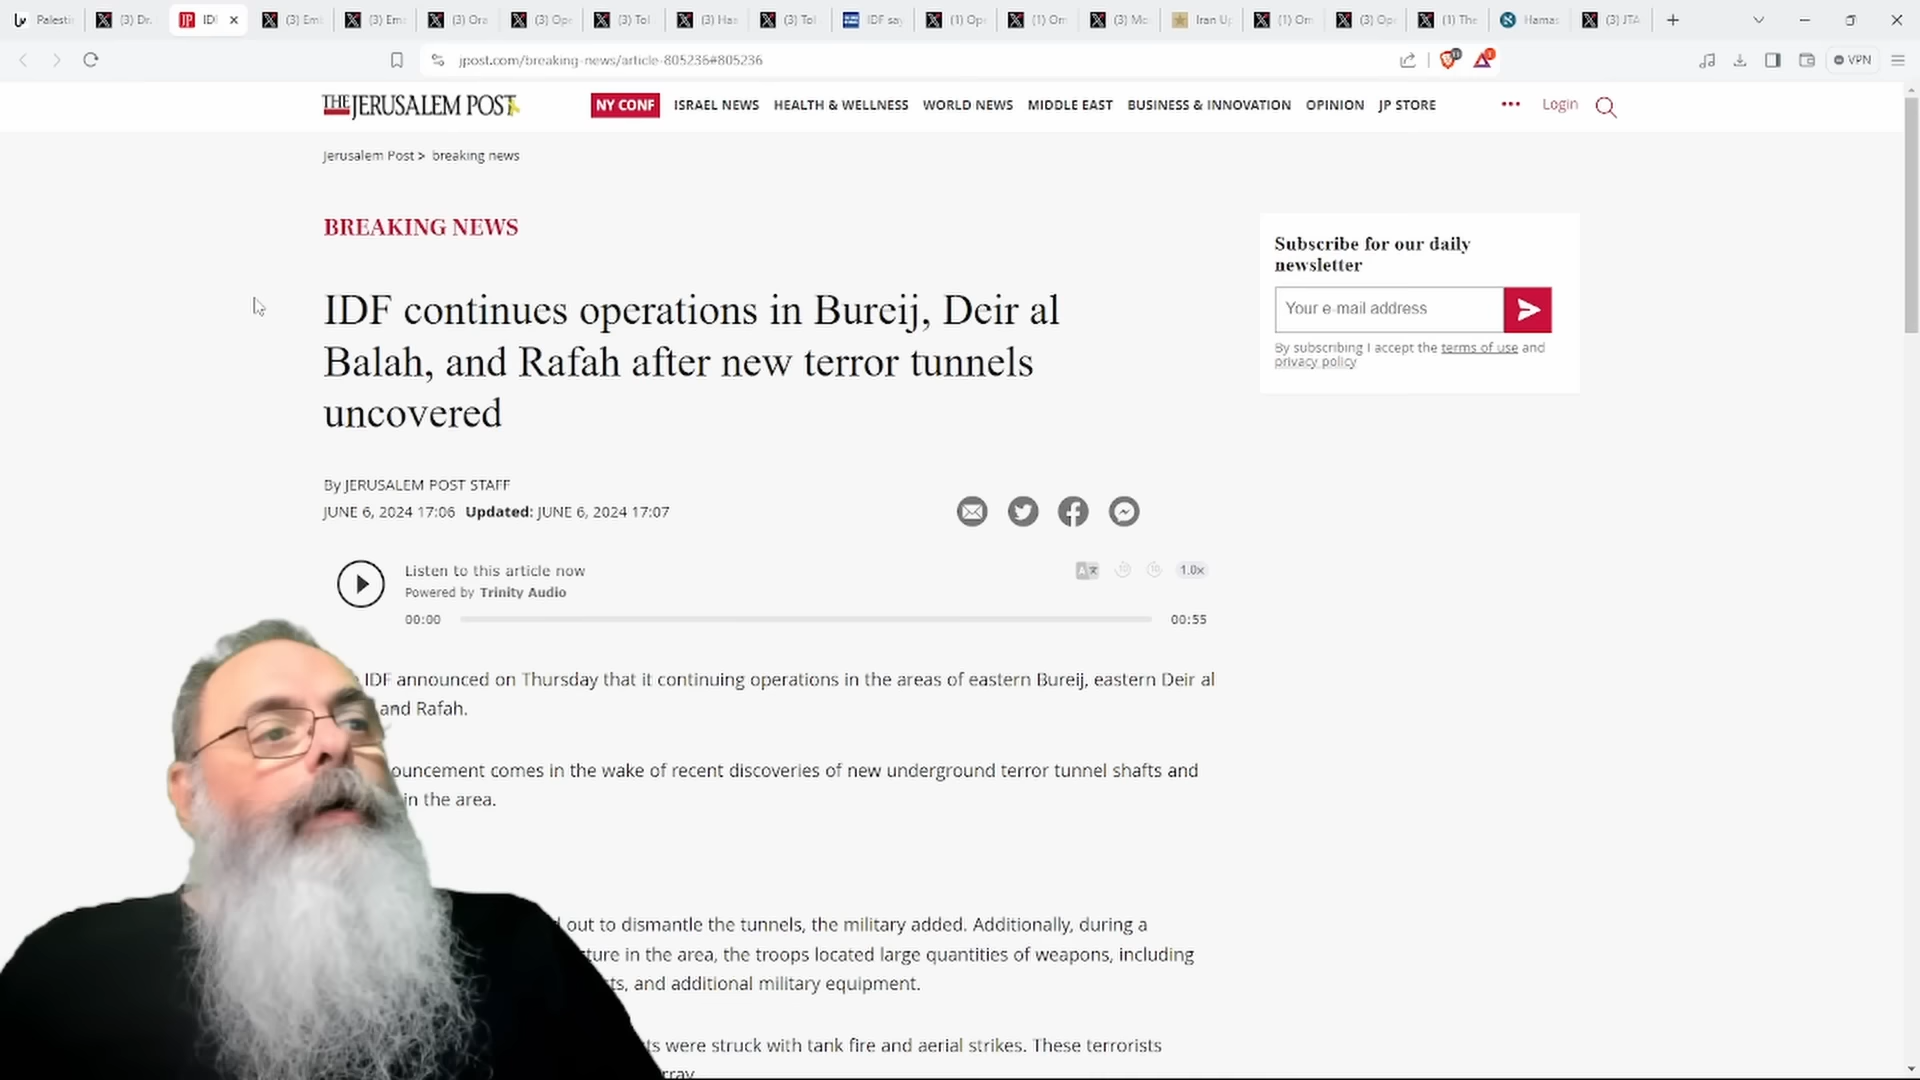 Palesti (3) Dr. IDI (3) Emi (3) Ema (3) Ora (3) Ope (3) Tol (3) Haa (3) Tol IDF say (1) Op (1) Om (3) Mc Iran Up (1) Om (3) Ope (1) The Hamas (3) JTA
jpost.com/breaking-news/article-805236#805236 VPN
THE JERUSALEM POST NY CONF ISRAEL NEWS HEALTH & WELLNESS WORLD NEWS MIDDLE EAST BUSINESS & INNOVATION OPINION JP STORE Login
Jerusalem Post > breaking news
BREAKING NEWS
IDF continues operations in Bureij, Deir al
Balah, and Rafah after new terror tunnels
uncovered
By JERUSALEM POST STAFF
JUNE 6, 2024 17:06 Updated: JUNE 6, 2024 17:07
Listen to this article now
Powered by Trinity Audio
1.0x
00:00 00:55
IDF announced on Thursday that it continuing operations in the areas of eastern Bureij, eastern Deir al
and Rafah.
ouncement comes in the wake of recent discoveries of new underground terror tunnel shafts and
in the area.
out to dismantle the tunnels, the military added. Additionally, during a
ture in the area, the troops located large quantities of weapons, including
ts, and additional military equipment.
ts were struck with tank fire and aerial strikes. These terrorists
Subscribe for our daily
newsletter
Your e-mail address
By subscribing I accept the terms of use and
privacy policy